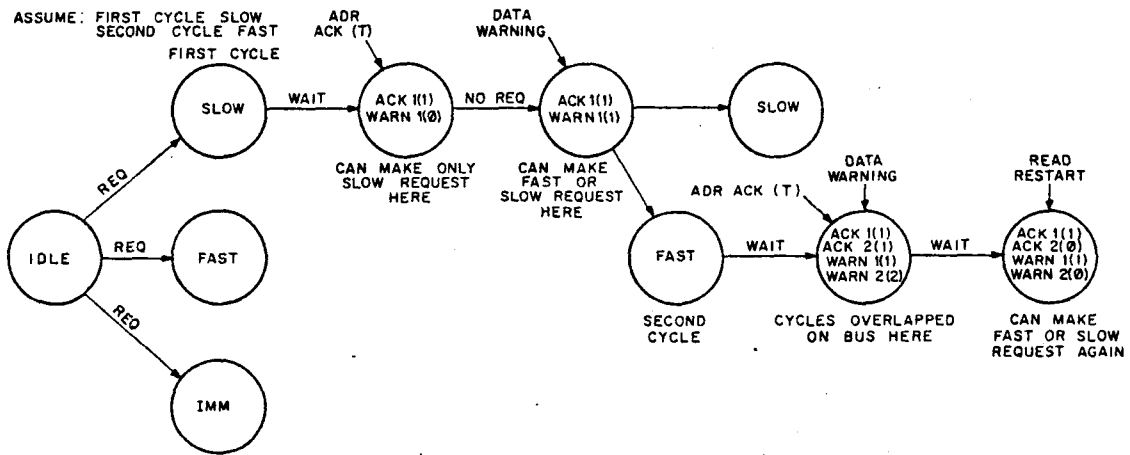 ASSUME: FIRST CYCLE SLOW
SECOND CYCLE FAST
FIRST CYCLE
SLOW
WAIT
ADR
ACK (T)
ACK 1(1)
WARN 1(0)
CAN MAKE ONLY
SLOW REQUEST
HERE
NO REQ
DATA
WARNING
ACK 1(1)
WARN 1(1)
CAN MAKE
FAST OR
SLOW REQUEST
HERE
SLOW
REQ
IDLE
REQ
FAST
REQ
IMM
FAST
SECOND
CYCLE
WAIT
ADR ACK (T)
DATA
WARNING
ACK 1(1)
ACK 2(1)
WARN 1(1)
WARN 2(2)
CYCLES OVERLAPPED
ON BUS HERE
WAIT
READ
RESTART
ACK 1(1)
ACK 2(0)
WARN 1(1)
WARN 2(0)
CAN MAKE
FAST OR SLOW
REQUEST AGAIN